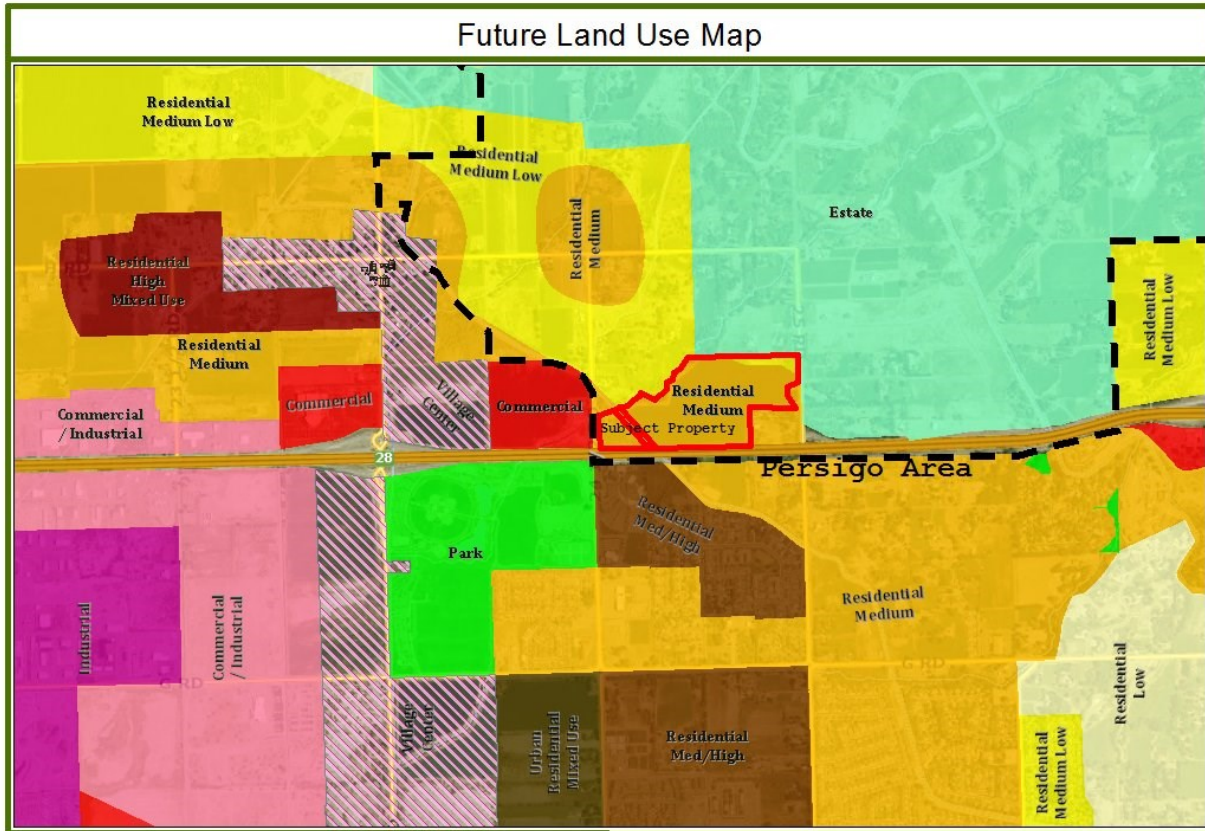 Future Land Use Map
Residential
Medium Low
Residential
Medium Low
Estate
Residential
Medium
Residential
High
Mixed Use
Residential Medium Low
Residential
Medium
Commercial
Village
Center
Commercial
Residential
Medium
Commercial
/ Industrial
Subject Property
28
Persigo Area
Residential
Med/High
Park
Residential
Medium
Industrial
Commercial
/ Industrial
G RD
G RD
Residential
Low
Village
Center
Urban
Residential
Mixed Use
Residential
Med/High
Residential
Medium Low